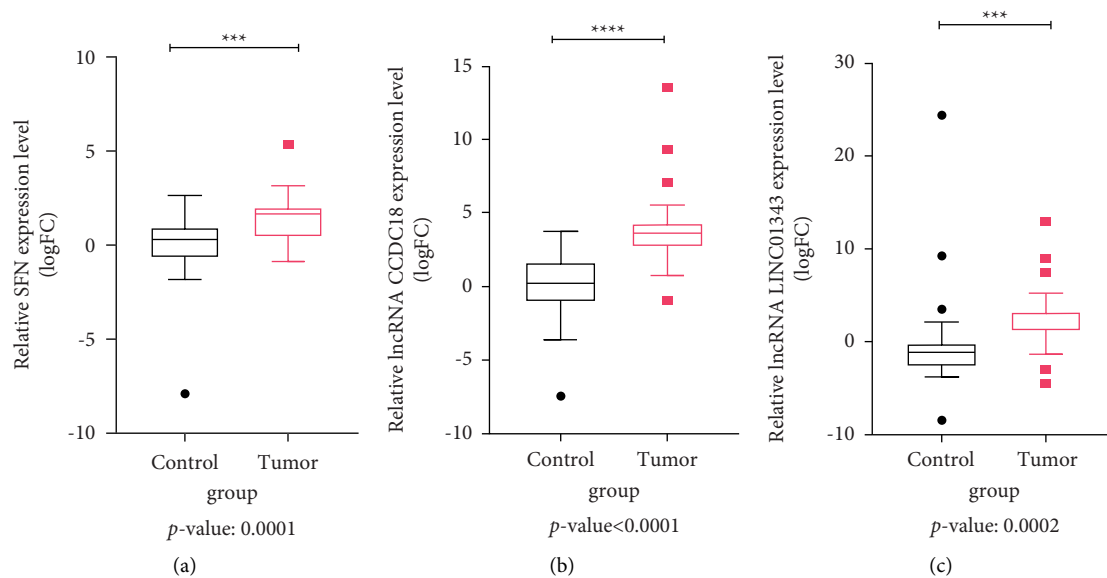 Relative SFN expression level
(logFC)
***
10
5
0
-5
-10
Control Tumor
group
p-value: 0.0001
(a)
Relative lncRNA CCDC18 expression level
(logFC)
****
15
10
5
0
-5
-10
Control Tumor
group
p-value<0.0001
(b)
Relative lncRNA LINC01343 expression level
(logFC)
***
30
20
10
0
-10
Control Tumor
group
p-value: 0.0002
(c)